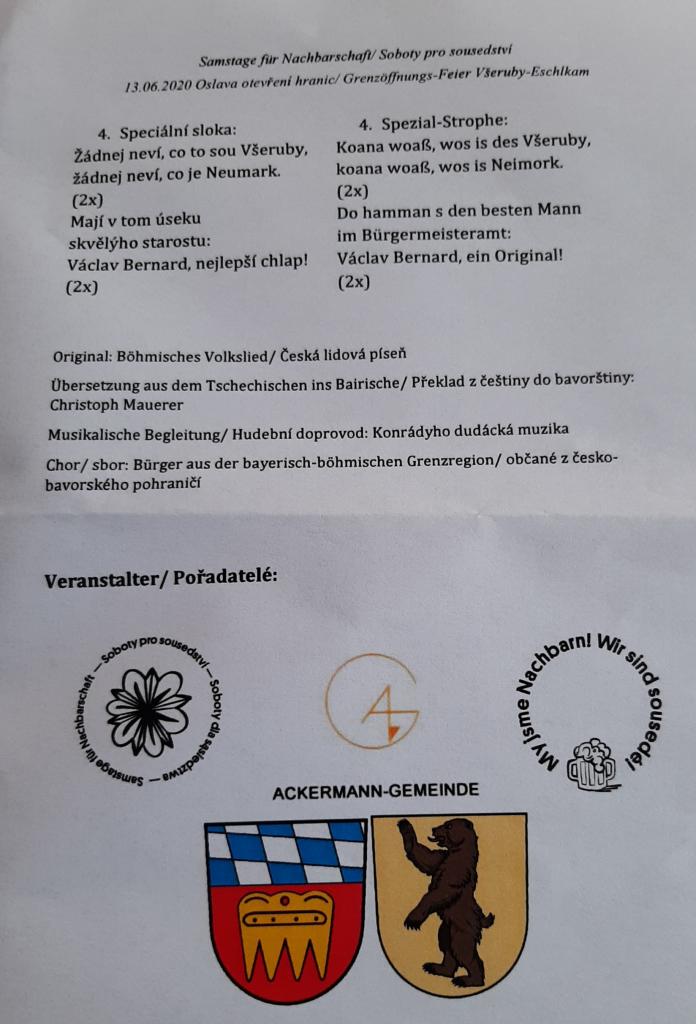 Samstage für Nachbarschaft/ Soboty pro sousedství
13.06.2020 Oslava otevření hranic/ Grenzöffnungs-Feier Všeruby-Eschlkam
4. Speciální sloka:
Žádnej neví, co to sou Všeruby,
žádnej neví, co je Neumark.
(2x)
Mají v tom úseku
skvělýho starostu:
Václav Bernard, nejlepší chlap!
(2x)
4. Spezial-Strophe:
Koana woaß, wos is des Všeruby,
koana woaß, wos is Neimork.
(2x)
Do hamman s den besten Mann
im Bürgermeisteramt:
Václav Bernard, ein Original!
(2x)
Original: Böhmisches Volkslied/ Česká lidová píseň
Übersetzung aus dem Tschechischen ins Bairische/ Překlad z češtiny do bavorštiny:
Christoph Mauerer
Musikalische Begleitung/ Hudební doprovod: Konrádyho dudácká muzika
Chor/ sbor: Bürger aus der bayerisch-böhmischen Grenzregion/ občané z česko-
bavorského pohraničí
Veranstalter/ Pořadatelé:
Samstage für Nachbarschaft — Soboty pro sousedství — Soboty dla sąsiedztwa —
My jsme Nachbarn! Wir sind sousedé!
ACKERMANN-GEMEINDE